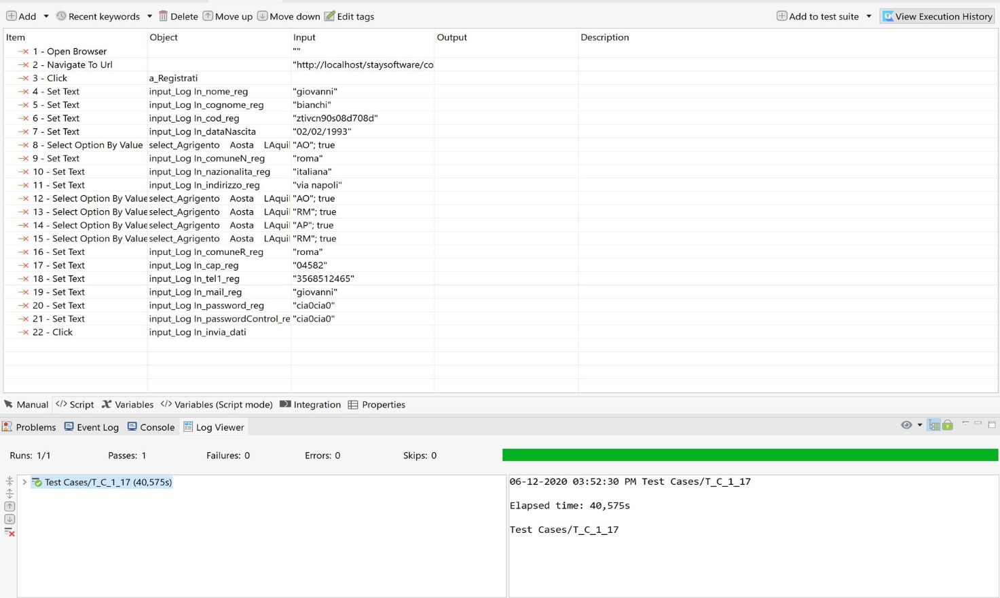 Add Recent keywords Delete Move up Move down Edit tags Add to test suite View Execution History
Item Object Input Output Description
1 - Open Browser ""
2 - Navigate To Url "http://localhost/staysoftware/co
3 - Click a_Registrati
4 - Set Text input_Log In_nome_reg "giovanni"
5 - Set Text input_Log In_cognome_reg "bianchi"
6 - Set Text input_Log In_cod_reg "ztivcn90s08d708d"
7 - Set Text input_Log In_dataNascita "02/02/1993"
8 - Select Option By Value select_Agrigento Aosta LAquil "AO"; true
9 - Set Text input_Log In_comuneN_reg "roma"
10 - Set Text input_Log In_nazionalita_reg "italiana"
11 - Set Text input_Log In_indirizzo_reg "via napoli"
12 - Select Option By Value select_Agrigento Aosta LAquil "AO"; true
13 - Select Option By Value select_Agrigento Aosta LAquil "RM"; true
14 - Select Option By Value select_Agrigento Aosta LAquil "AP"; true
15 - Select Option By Value select_Agrigento Aosta LAquil "RM"; true
16 - Set Text input_Log In_comuneR_reg "roma"
17 - Set Text input_Log In_cap_reg "04582"
18 - Set Text input_Log In_tel1_reg "3568512465"
19 - Set Text input_Log In_mail_reg "giovanni"
20 - Set Text input_Log In_password_reg "cia0cia0"
21 - Set Text input_Log In_passwordControl_re "cia0cia0"
22 - Click input_Log In_invia_dati
Manual </> Script Variables </> Variables (Script mode) Integration Properties
Problems Event Log Console Log Viewer
Runs: 1/1 Passes: 1 Failures: 0 Errors: 0 Skips: 0
Test Cases/T_C_1_17 (40,575s)
06-12-2020 03:52:30 PM Test Cases/T_C_1_17
Elapsed time: 40,575s
Test Cases/T_C_1_17